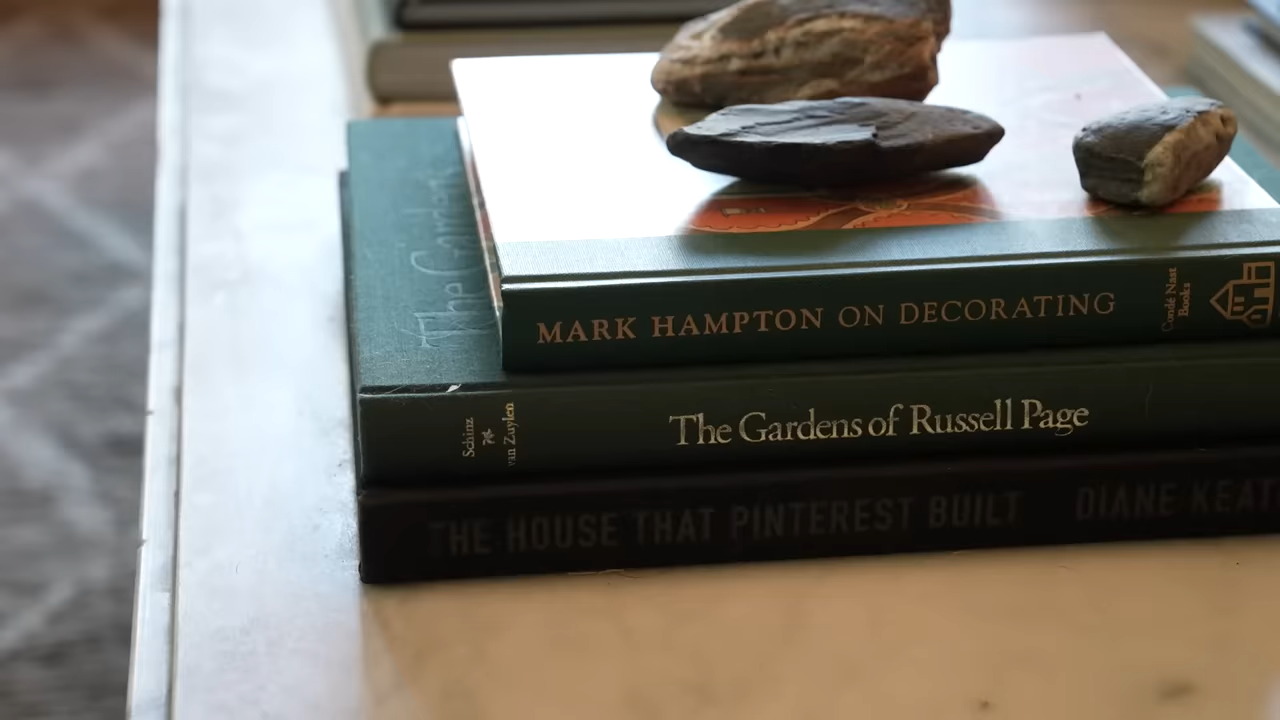 The Gardens
MARK HAMPTON ON DECORATING
Condé Nast
Books
Schinz
van Zuylen
The Gardens of Russell Page
THE HOUSE THAT PINTEREST BUILT DIANE KEAT